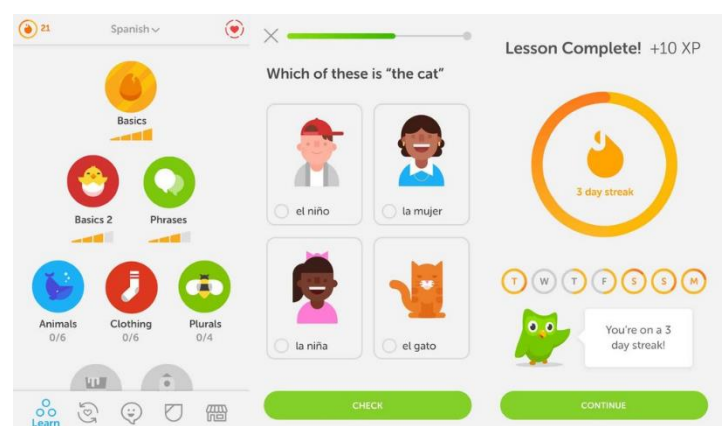 21
Spanish
Basics
Basics 2
Phrases
Animals
Clothing
Plurals
0/6
0/6
0/4
Learn
Which of these is “the cat”
el niño
la mujer
la niña
el gato
CHECK
Lesson Complete! +10 XP
3 day streak
T W T F S S M
You're on a 3
day streak!
CONTINUE